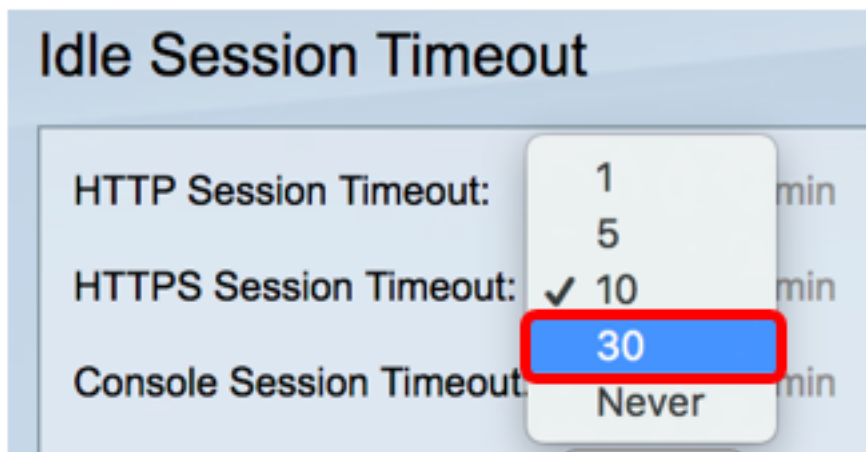 Idle Session Timeout
HTTP Session Timeout:
1
min
5
HTTPS Session Timeout:
✓ 10
min
30
Console Session Timeout
Never
min